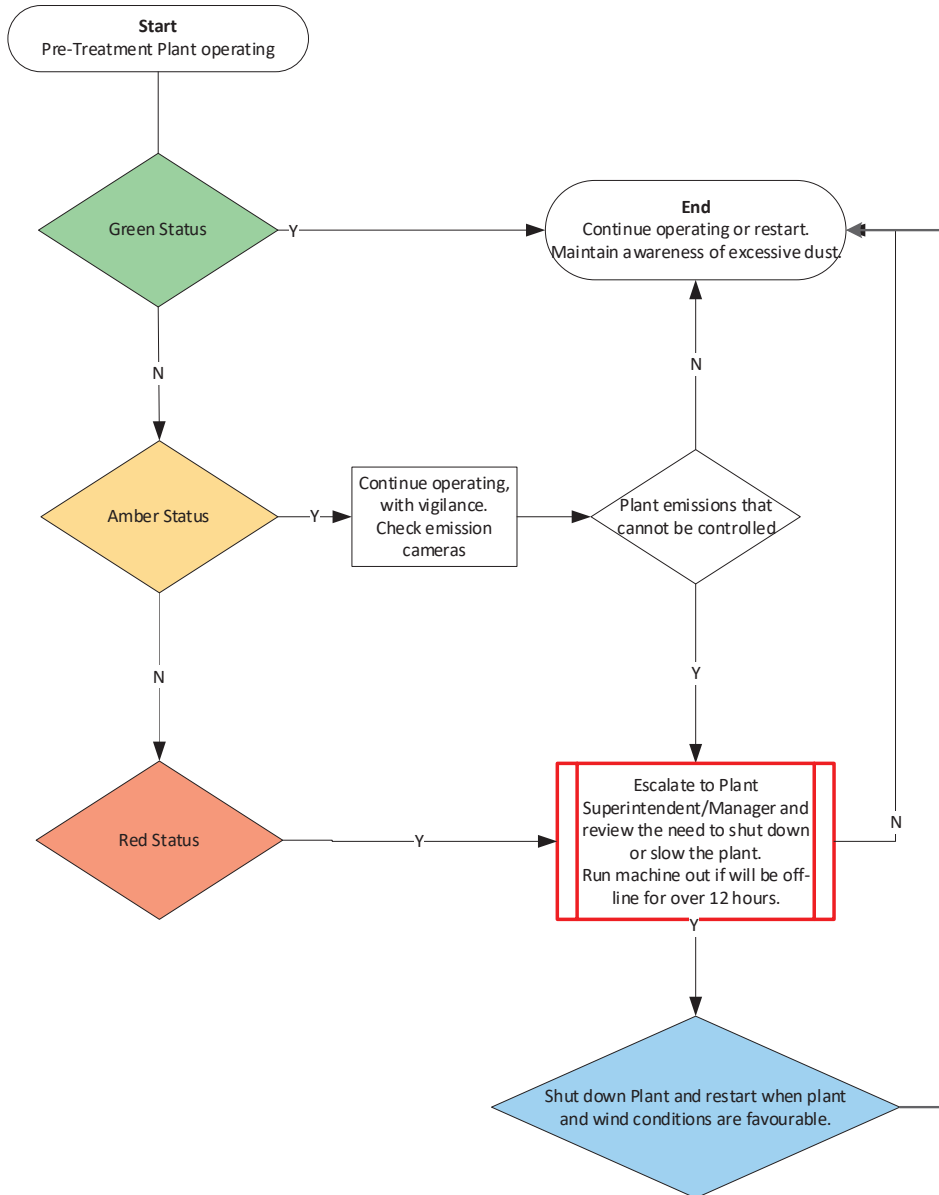 Start
Pre-Treatment Plant operating
Green Status
Y
End
Continue operating or restart.
Maintain awareness of excessive dust.
N
N
Amber Status
Y
Continue operating,
with vigilance.
Check emission
cameras
Plant emissions that
cannot be controlled
N
Y
Red Status
Y
Escalate to Plant
Superintendent/Manager and
review the need to shut down
or slow the plant.
Run machine out if will be off-
line for over 12 hours.
N
Y
Shut down Plant and restart when plant
and wind conditions are favourable.